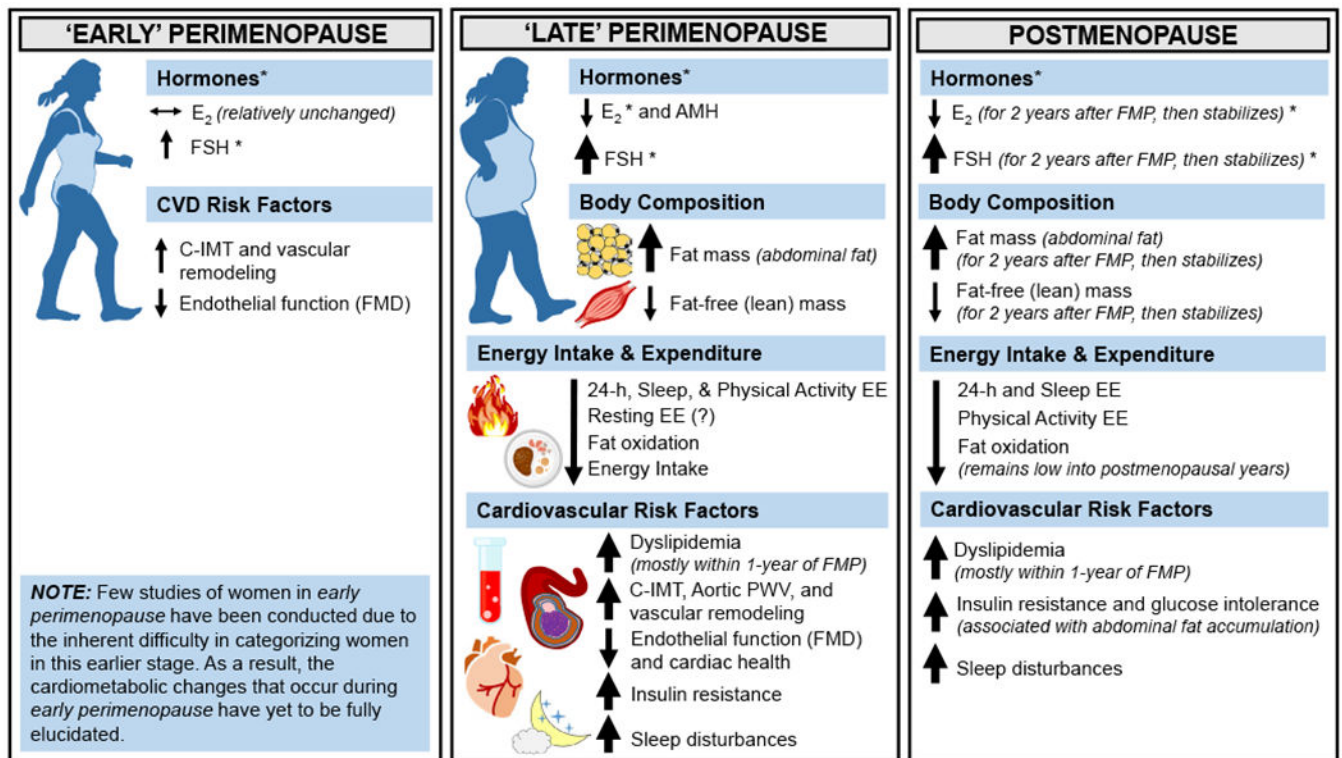 ‘EARLY’ PERIMENOPAUSE
Hormones*
E₂ (relatively unchanged)
FSH *
CVD Risk Factors
C-IMT and vascular
remodeling
Endothelial function (FMD)
NOTE: Few studies of women in early
perimenopause have been conducted due to
the inherent difficulty in categorizing women
in this earlier stage. As a result, the
cardiometabolic changes that occur during
early perimenopause have yet to be fully
elucidated.
‘LATE’ PERIMENOPAUSE
Hormones*
E₂ * and AMH
FSH *
Body Composition
Fat mass (abdominal fat)
Fat-free (lean) mass
Energy Intake & Expenditure
24-h, Sleep, & Physical Activity EE
Resting EE (?)
Fat oxidation
Energy Intake
Cardiovascular Risk Factors
Dyslipidemia
(mostly within 1-year of FMP)
C-IMT, Aortic PWV, and
vascular remodeling
Endothelial function (FMD)
and cardiac health
Insulin resistance
Sleep disturbances
POSTMENOPAUSE
Hormones*
E₂ (for 2 years after FMP, then stabilizes) *
FSH (for 2 years after FMP, then stabilizes) *
Body Composition
Fat mass (abdominal fat)
(for 2 years after FMP, then stabilizes)
Fat-free (lean) mass
(for 2 years after FMP, then stabilizes)
Energy Intake & Expenditure
24-h and Sleep EE
Physical Activity EE
Fat oxidation
(remains low into postmenopausal years)
Cardiovascular Risk Factors
Dyslipidemia
(mostly within 1-year of FMP)
Insulin resistance and glucose intolerance
(associated with abdominal fat accumulation)
Sleep disturbances